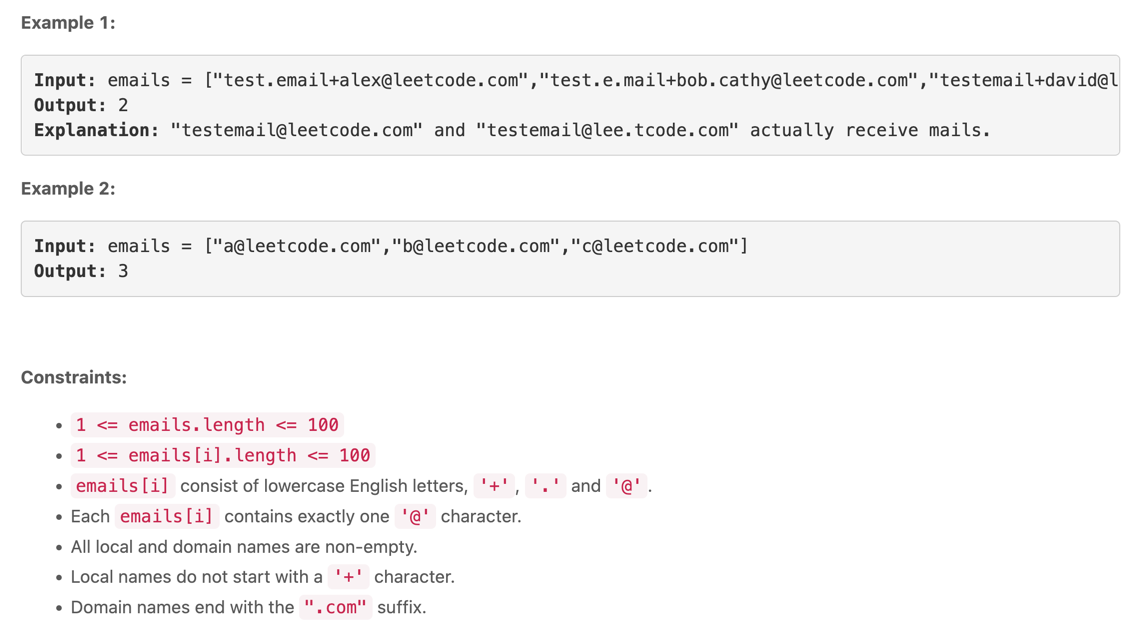 Example 1:
Input: emails = ["test.email+alex@leetcode.com","test.e.mail+bob.cathy@leetcode.com","testemail+david@l
Output: 2
Explanation: "testemail@leetcode.com" and "testemail@lee.tcode.com" actually receive mails.
Example 2:
Input: emails = ["a@leetcode.com","b@leetcode.com","c@leetcode.com"]
Output: 3
Constraints:
• 1 <= emails.length <= 100
• 1 <= emails[i].length <= 100
• emails[i] consist of lowercase English letters, '+', '.' and '@'.
• Each emails[i] contains exactly one '@' character.
• All local and domain names are non-empty.
• Local names do not start with a '+' character.
• Domain names end with the ".com" suffix.